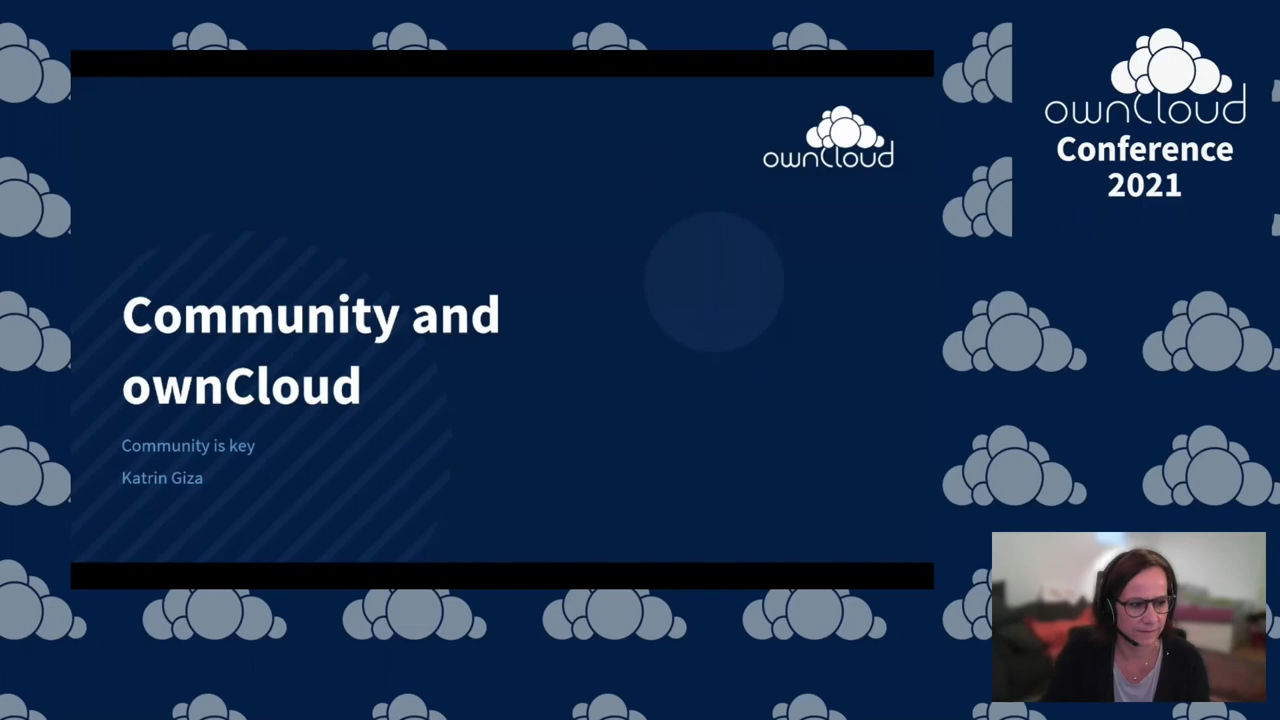 ownCloud
Conference
2021
ownCloud
Community and
ownCloud
Community is key
Katrin Giza